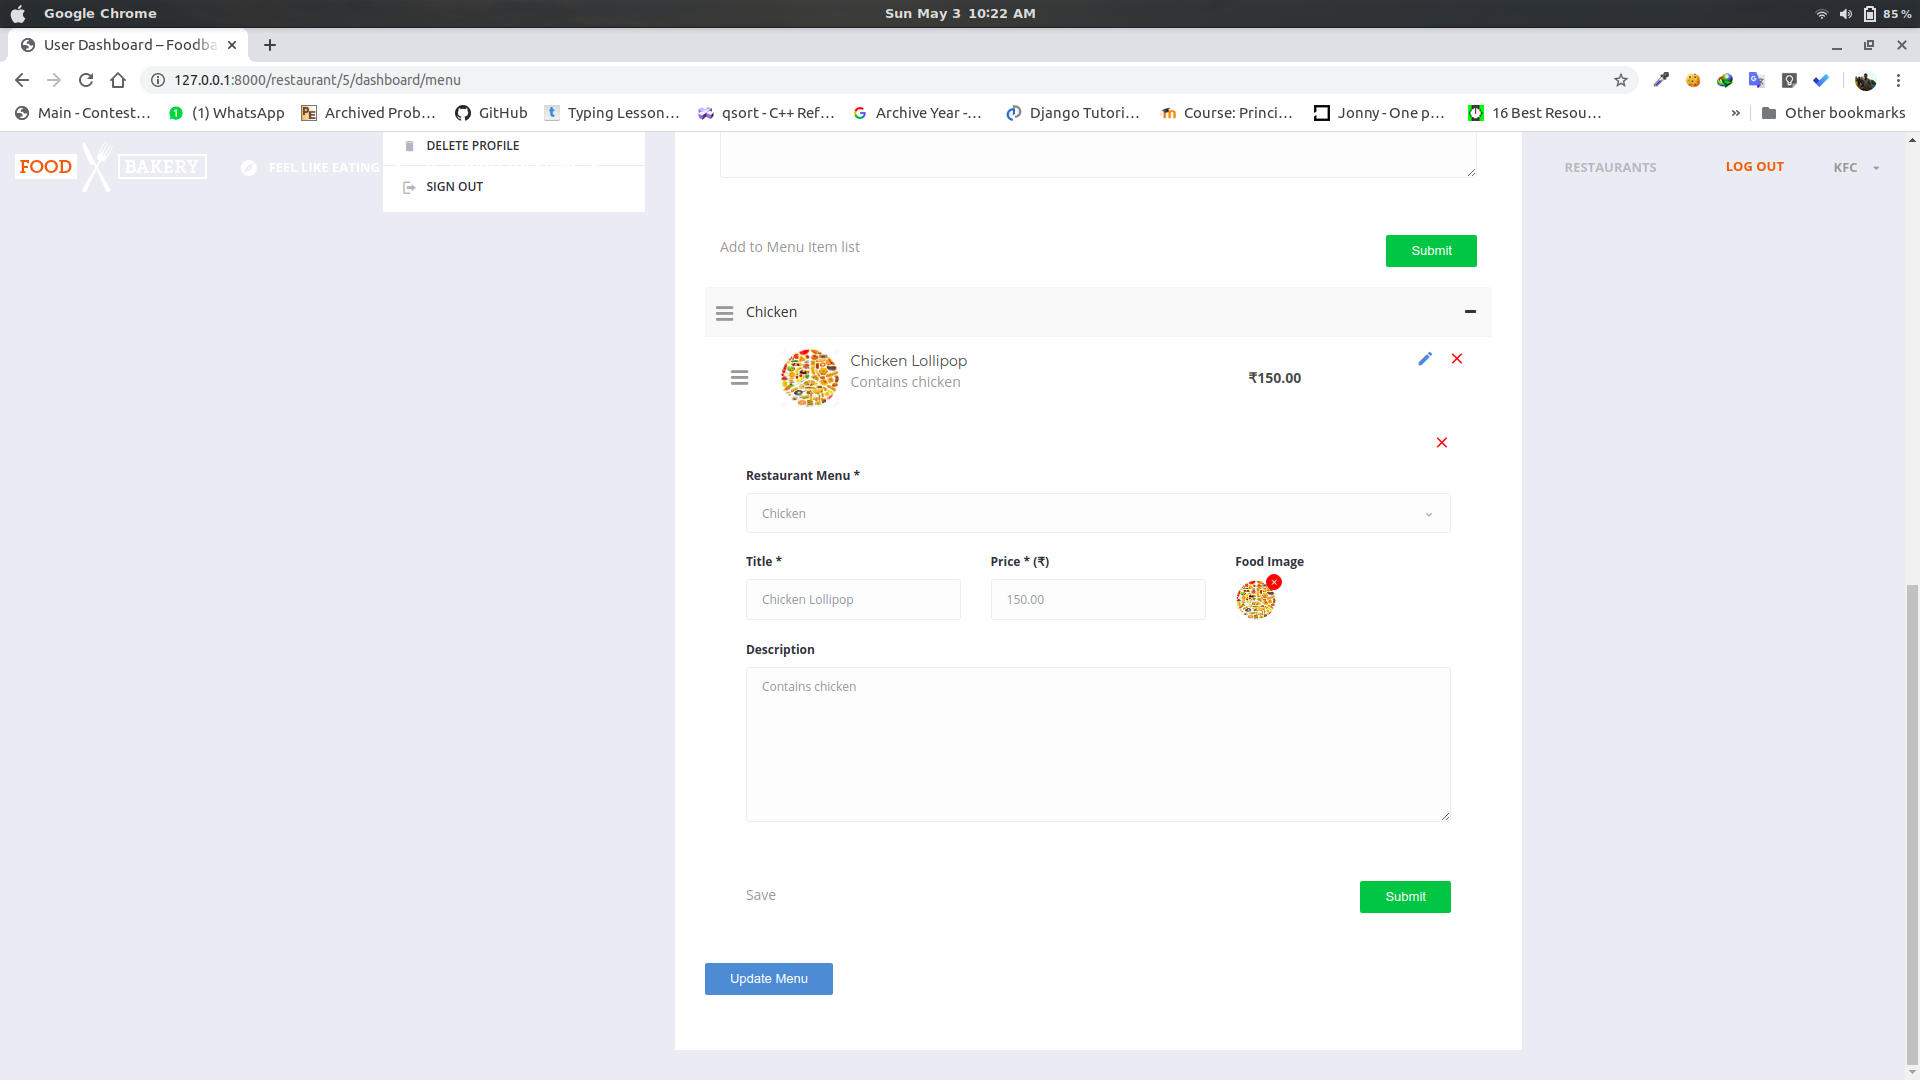 Google Chrome
Sun May 3 10:22 AM
85 %
User Dashboard – Foodba
127.0.0.1:8000/restaurant/5/dashboard/menu
Main - Contest…
(1) WhatsApp
Archived Prob…
GitHub
Typing Lesson…
qsort - C++ Ref…
Archive Year -…
Django Tutori…
Course: Princi…
Jonny - One p…
16 Best Resou…
»
Other bookmarks
FOOD BAKERY
FEEL LIKE EATING
DELETE PROFILE
SIGN OUT
RESTAURANTS
LOG OUT
KFC
Add to Menu Item list
Submit
Chicken
Chicken Lollipop
Contains chicken
₹150.00
Restaurant Menu *
Chicken
Title *
Price * (₹)
Food Image
Chicken Lollipop
150.00
Description
Contains chicken
Save
Submit
Update Menu